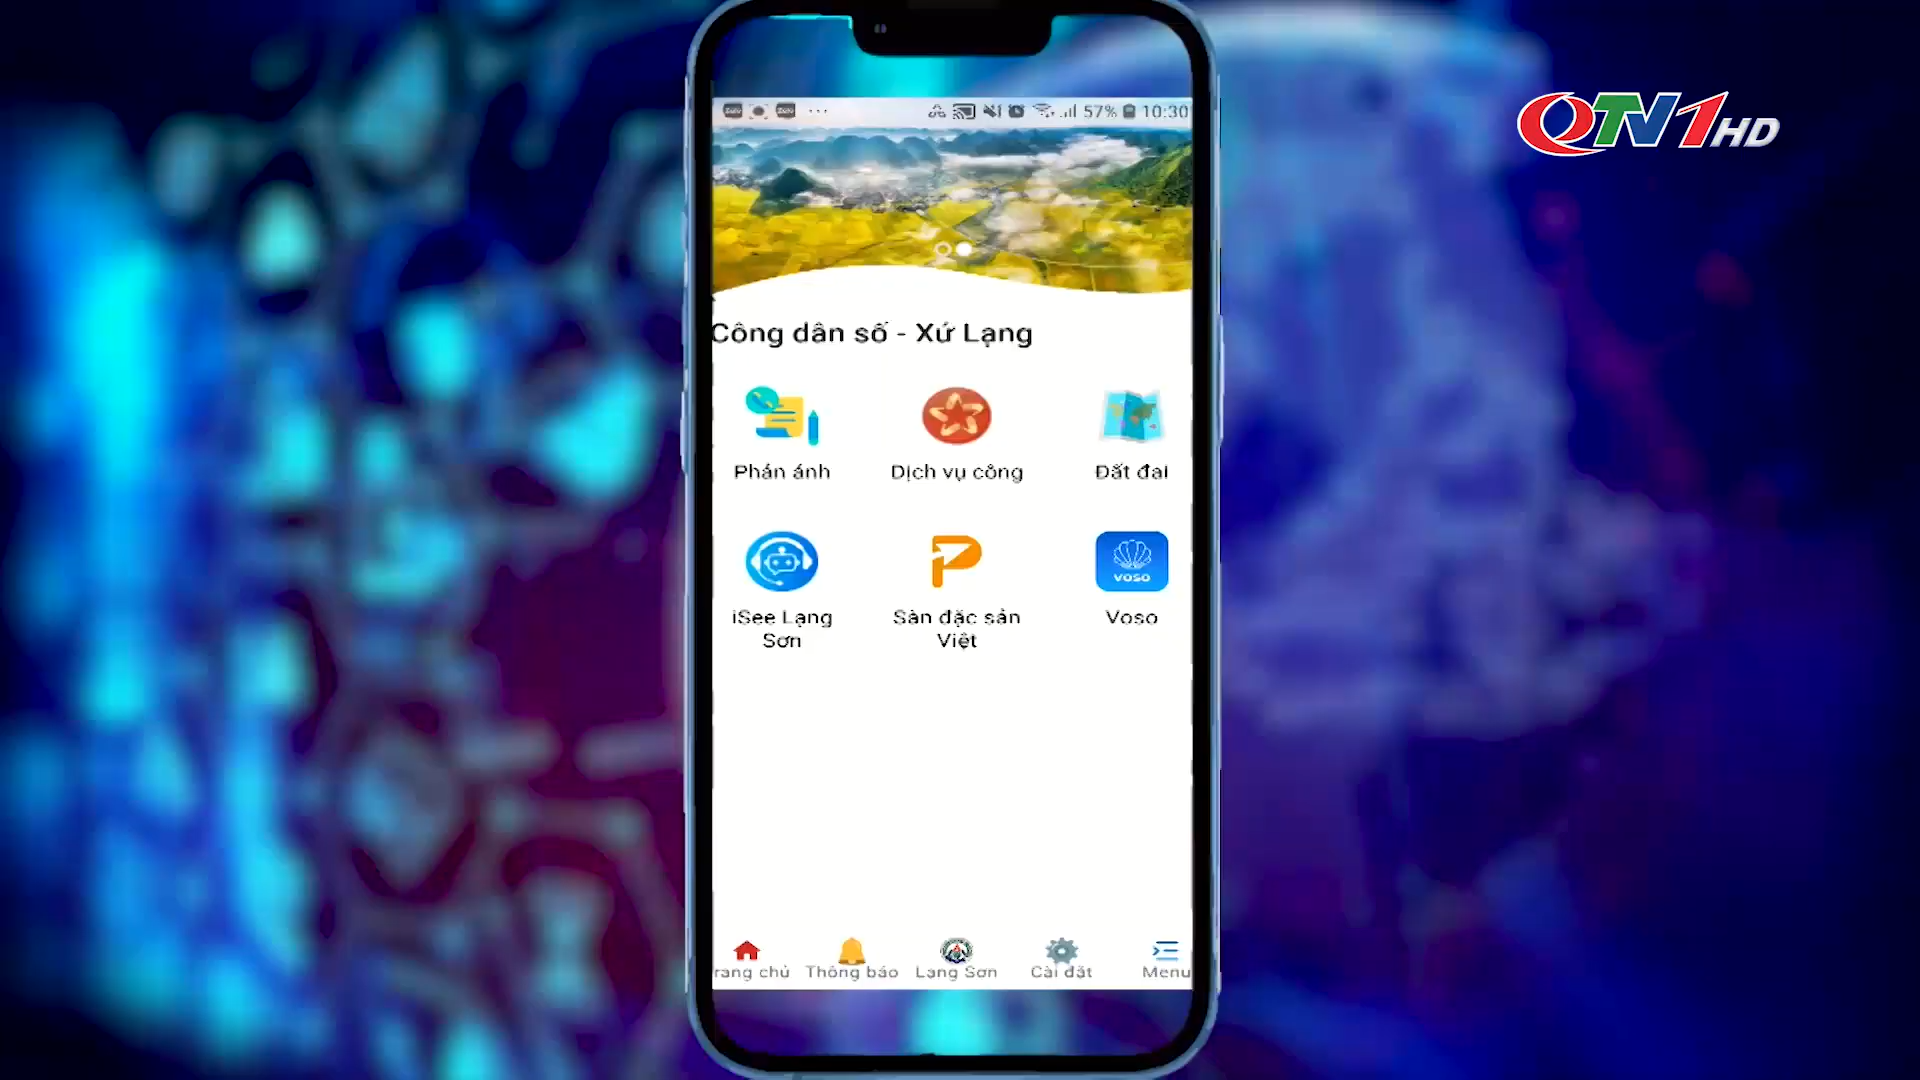 QTV1HD
57% 10:30
Công dân số - Xứ Lạng
Phản ánh
Dịch vụ công
Đất đai
iSee Lạng
Sơn
Sàn đặc sản
Việt
VOSO
Voso
rang chủ
Thông báo
Lạng Sơn
Cài đặt
Menu